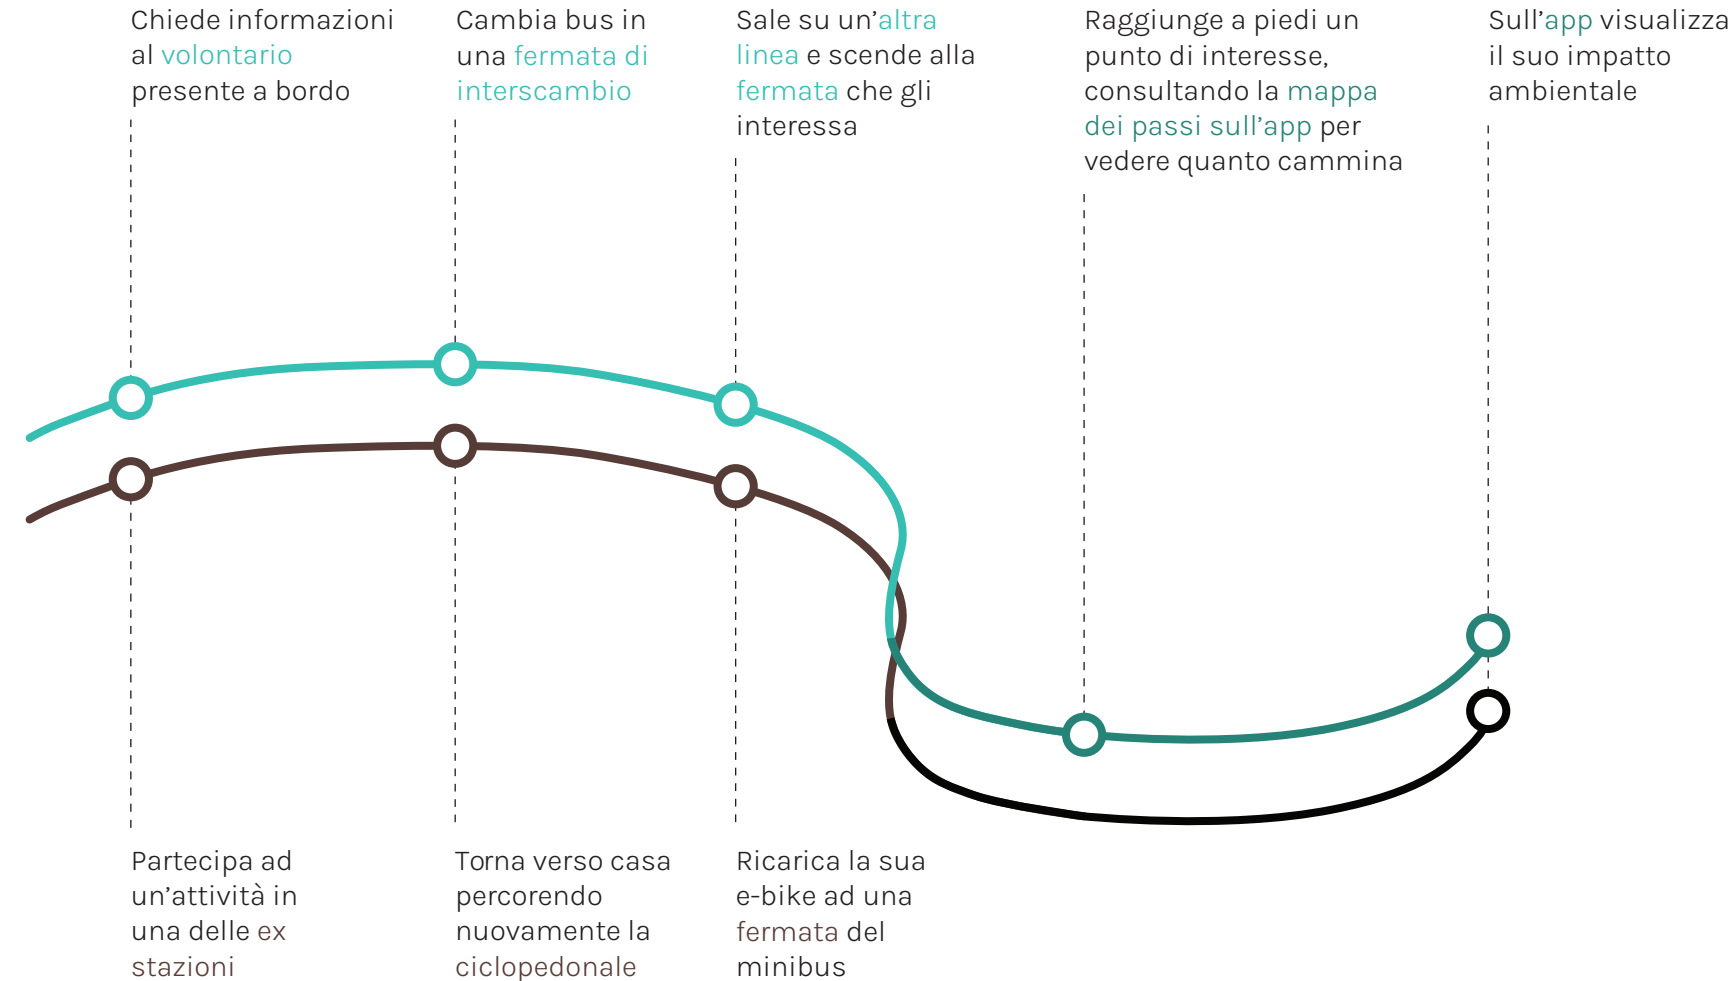 Chiede informazioni
al volontario
presente a bordo
Cambia bus in
una fermata di
interscambio
Sale su un’altra
linea e scende alla
fermata che gli
interessa
Raggiunge a piedi un
punto di interesse,
consultando la mappa
dei passi sull’app per
vedere quanto cammina
Sull’app visualizza
il suo impatto
ambientale
Partecipa ad
un’attività in
una delle ex
stazioni
Torna verso casa
percorendo
nuovamente la
ciclopedonale
Ricarica la sua
e-bike ad una
fermata del
minibus